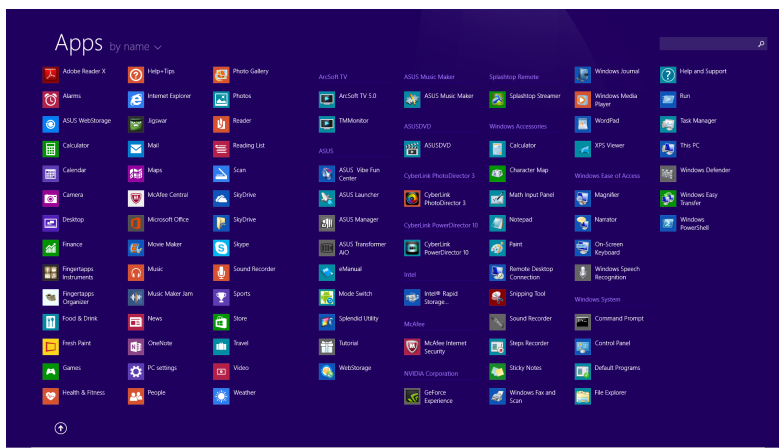 Apps by name
Adobe Reader X
Alarms
ASUS WebStorage
Calculator
Calendar
Camera
Desktop
Finance
Fingertapps
Instruments
Fingertapps
Organizer
Food & Drink
Fresh Paint
Games
Health & Fitness
Help+Tips
Internet Explorer
Jigswar
Mail
Maps
McAfee Central
Microsoft Office
Movie Maker
Music
Music Maker Jam
News
OneNote
PC settings
People
Photo Gallery
Photos
Reader
Reading List
Scan
SkyDrive
SkyDrive
Skype
Sound Recorder
Sports
Store
Travel
Video
Weather
ArcSoft TV
ArcSoft TV 5.0
TMMonitor
ASUS
ASUS Vibe Fun
Center
ASUS Launcher
ASUS Manager
ASUS Transformer
AiO
eManual
Mode Switch
Splendid Utility
Tutorial
WebStorage
ASUS Music Maker
ASUS Music Maker
ASUSDVD
ASUSDVD
CyberLink PhotoDirector 3
CyberLink
PhotoDirector 3
CyberLink PowerDirector 10
CyberLink
PowerDirector 10
Intel
Intel® Rapid
Storage...
McAfee
McAfee Internet
Security
NVIDIA Corporation
GeForce
Experience
Splashtop Remote
Splashtop Streamer
Windows Accessories
Calculator
Character Map
Math Input Panel
Notepad
Paint
Remote Desktop
Connection
Snipping Tool
Sound Recorder
Steps Recorder
Sticky Notes
Windows Fax and
Scan
Windows Journal
Windows Media
Player
WordPad
XPS Viewer
Windows Ease of Access
Magnifier
Narrator
On-Screen
Keyboard
Windows Speech
Recognition
Windows System
Command Prompt
Control Panel
Default Programs
File Explorer
Help and Support
Run
Task Manager
This PC
Windows Defender
Windows Easy
Transfer
Windows
PowerShell